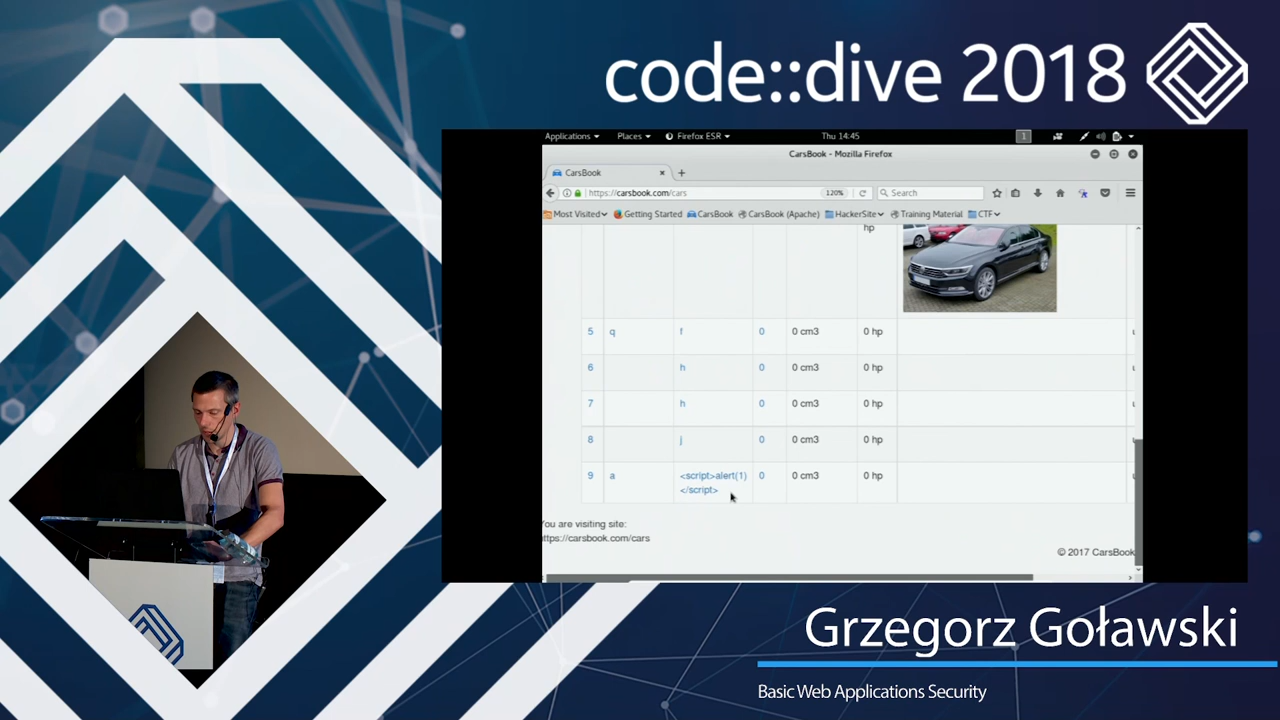 code::dive 2018
Applications Places Firefox ESR Thu 14:45 1
CarsBook - Mozilla Firefox
CarsBook
https://carsbook.com/cars 120% Search
Most Visited Getting Started CarsBook CarsBook (Apache) HackerSite Training Material CTF
hp
5 q f 0 0 cm3 0 hp
6 h 0 0 cm3 0 hp
7 h 0 0 cm3 0 hp
8 j 0 0 cm3 0 hp
9 a <script>alert(1) 0 0 cm3 0 hp
</script>
You are visiting site:
https://carsbook.com/cars
© 2017 CarsBook
Grzegorz Goławski
Basic Web Applications Security